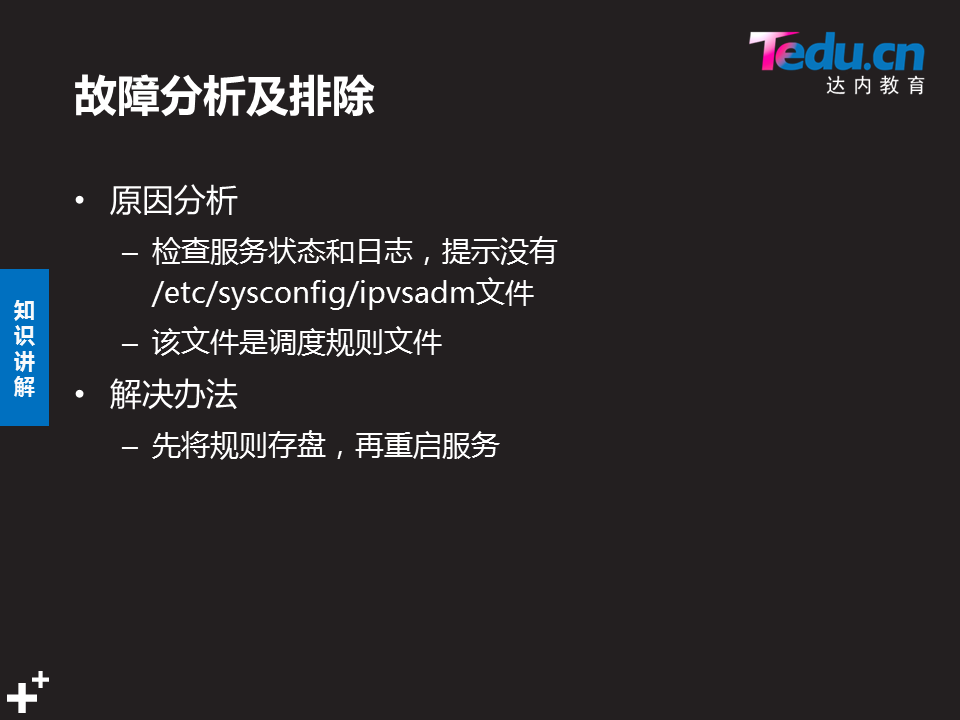 Tedu.cn
达内教育
故障分析及排除
• 原因分析
– 检查服务状态和日志，提示没有
/etc/sysconfig/ipvsadm文件
– 该文件是调度规则文件
• 解决办法
– 先将规则存盘，再重启服务
知
识
讲
解